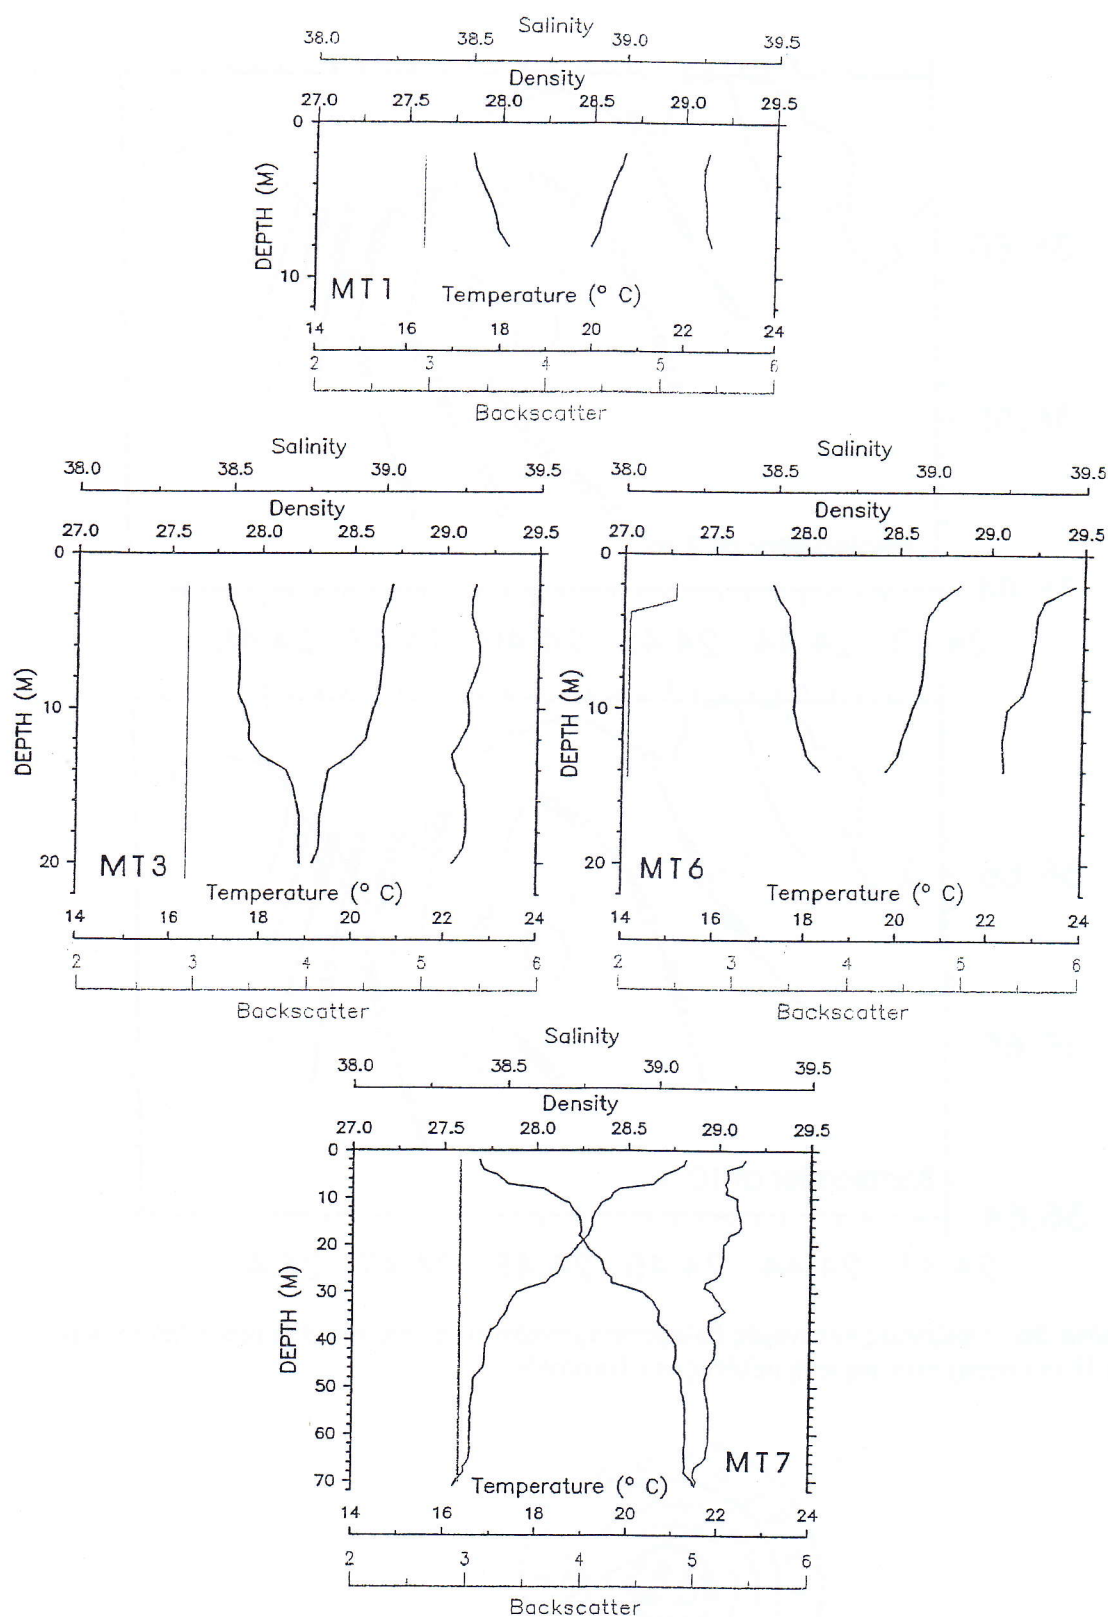 Salinity
38.0 38.5 39.0 39.5
Density
27.0 27.5 28.0 28.5 29.0 29.5
0
DEPTH (M)
10
MT1 Temperature (° C)
14 16 18 20 22 24
2 3 4 5 6
Backscatter
Salinity
38.0 38.5 39.0 39.5
Density
27.0 27.5 28.0 28.5 29.0 29.5
0
DEPTH (M)
10
20
MT3
Temperature (° C)
14 16 18 20 22 24
2 3 4 5 6
Backscatter
Salinity
38.0 38.5 39.0 39.5
Density
27.0 27.5 28.0 28.5 29.0 29.5
0
DEPTH (M)
10
20
MT6
Temperature (° C)
14 16 18 20 22 24
2 3 4 5 6
Backscatter
Salinity
38.0 38.5 39.0 39.5
Density
27.0 27.5 28.0 28.5 29.0 29.5
0
10
20
30
DEPTH (M)
40
50
60
70
MT7
Temperature (° C)
14 16 18 20 22 24
2 3 4 5 6
Backscatter